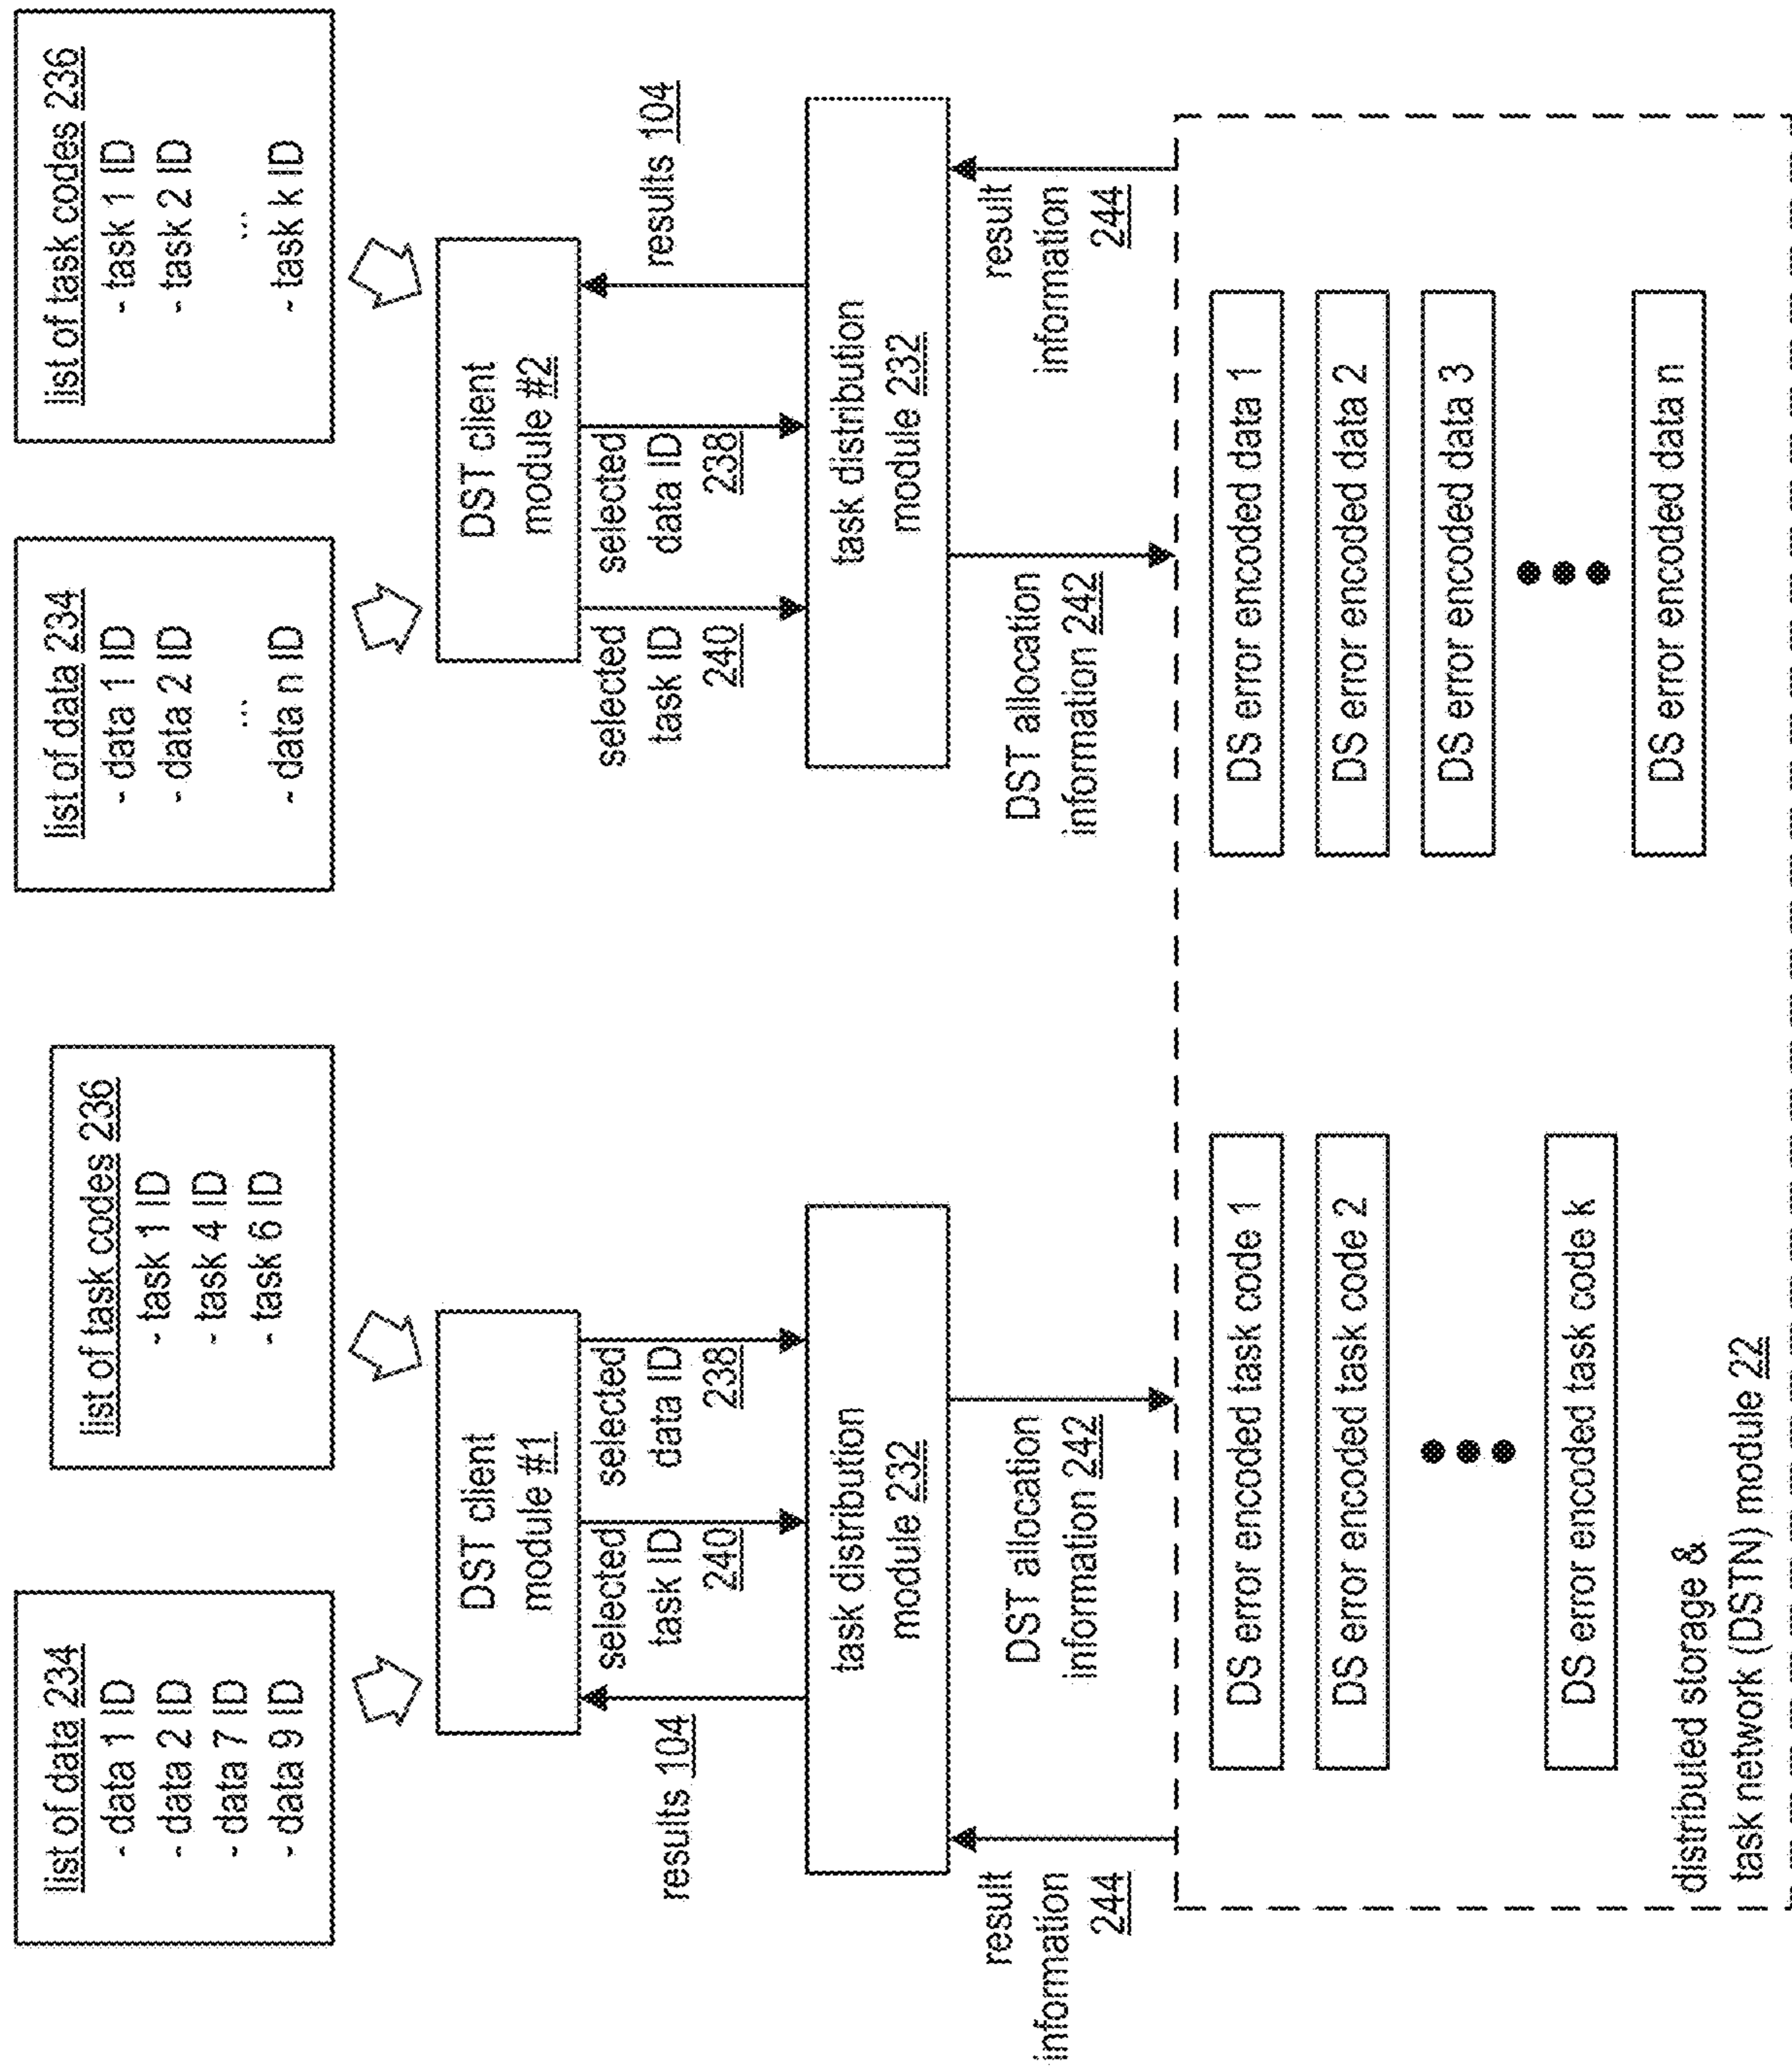 list of data 234
- data 1 ID
- data 2 ID
- data 7 ID
- data 9 ID
list of task codes 236
- task 1 ID
- task 4 ID
- task 6 ID
list of data 234
- data 1 ID
- data 2 ID
...
- data n ID
list of task codes 236
- task 1 ID
- task 2 ID
...
- task k ID
DST client
module #1
DST client
module #2
results 104
selected
task ID
240
selected
data ID
238
selected
task ID
240
selected
data ID
238
results 104
task distribution
module 232
task distribution
module 232
result
information
244
DST allocation
information 242
DST allocation
information 242
result
information
244
DS error encoded task code 1
DS error encoded task code 2
DS error encoded task code k
DS error encoded data 1
DS error encoded data 2
DS error encoded data 3
DS error encoded data n
distributed storage &
task network (DSTN) module 22